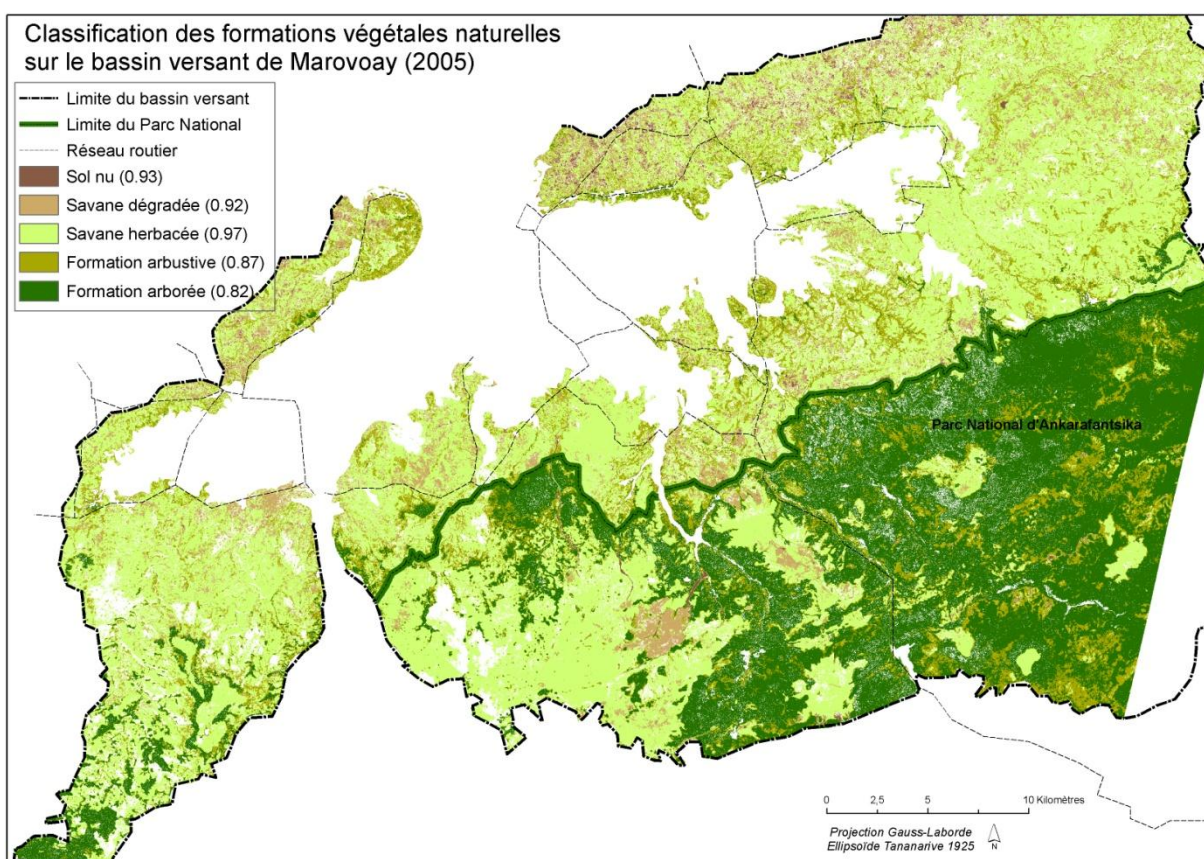 Classification des formations végétales naturelles
sur le bassin versant de Marovoay (2005)
Limite du bassin versant
Limite du Parc National
Réseau routier
Sol nu (0.93)
Savane dégradée (0.92)
Savane herbacée (0.97)
Formation arbustive (0.87)
Formation arborée (0.82)
Parc National d'Ankarafantsika
0 2,5 5 10 Kilomètres
Projection Gauss-Laborde
Ellipsoïde Tananarive 1925
N